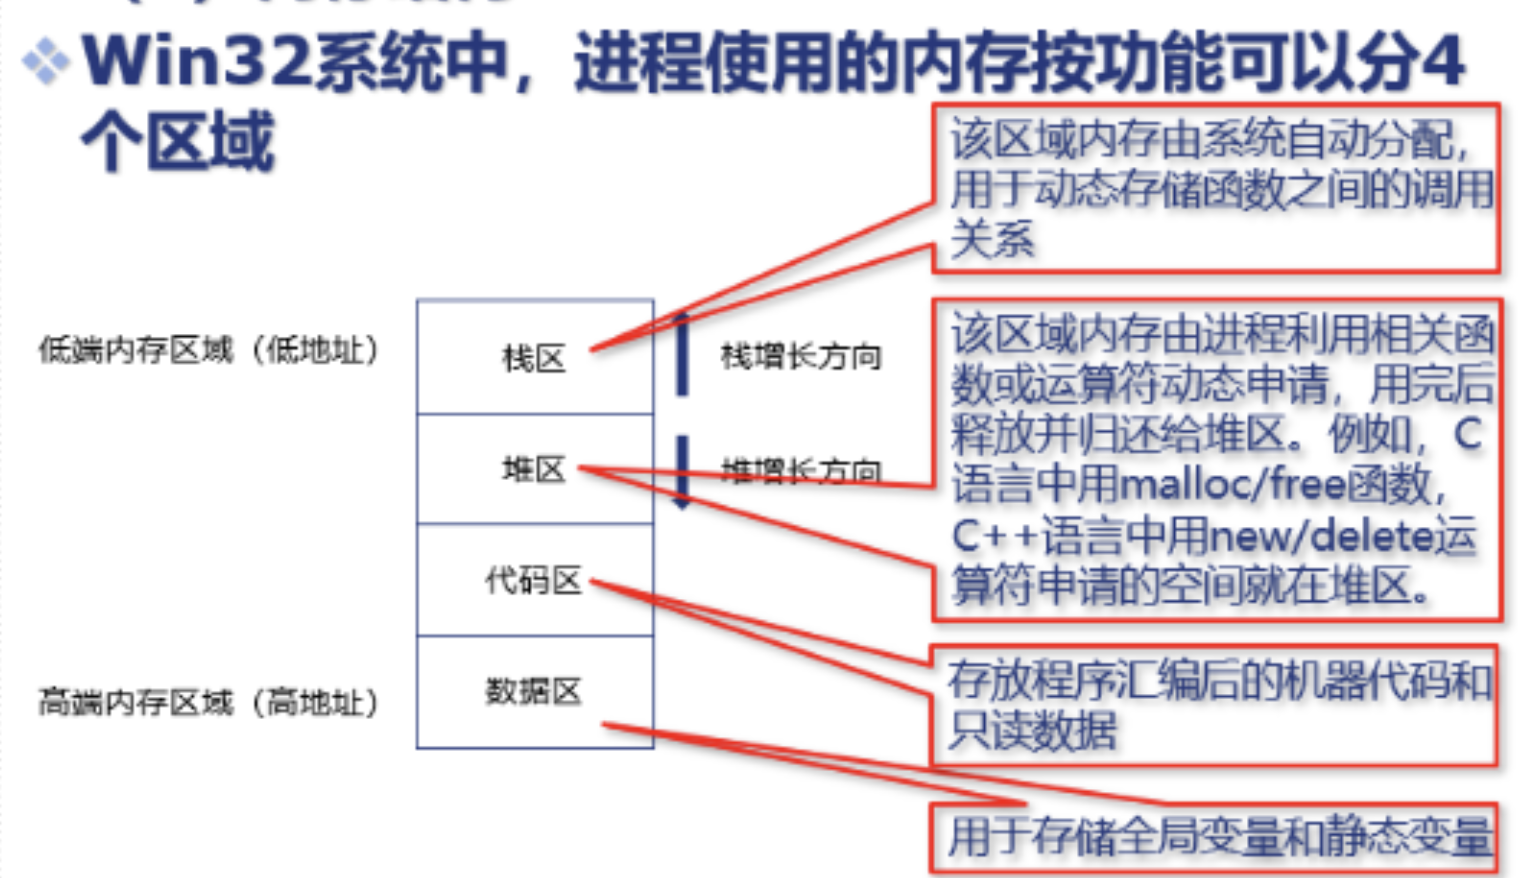 Win32系统中，进程使用的内存按功能可以分4
个区域
该区域内存由系统自动分配，
用于动态存储函数之间的调用
关系
低端内存区域（低地址）
栈区
栈增长方向
该区域内存由进程利用相关函
数或运算符动态申请，用完后
释放并归还给堆区。例如，C
语言中用malloc/free函数，
C++语言中用new/delete运
算符申请的空间就在堆区。
堆区
堆增长方向
代码区
存放程序汇编后的机器代码和
只读数据
高端内存区域（高地址）
数据区
用于存储全局变量和静态变量